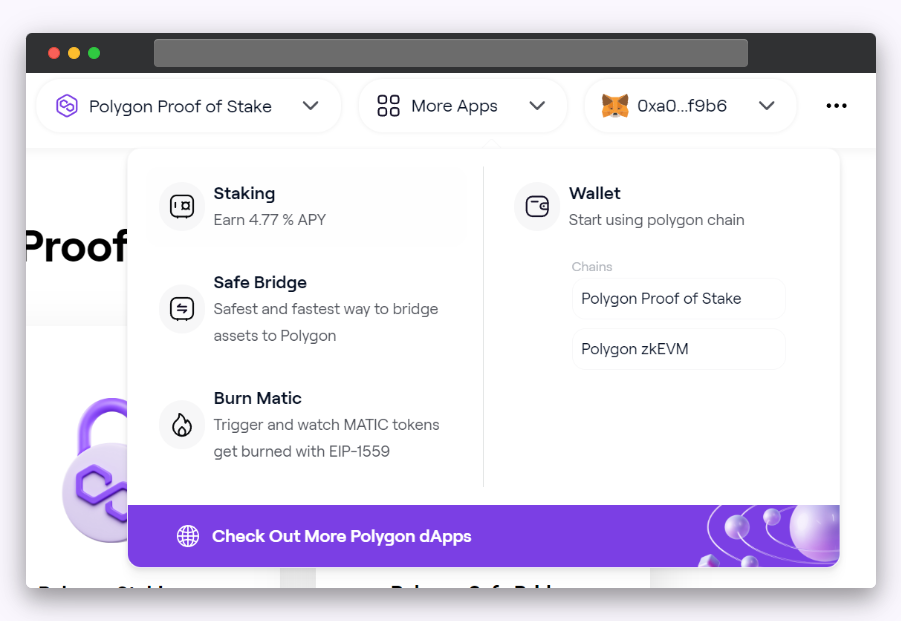 Polygon Proof of Stake
More Apps
0xa0...f9b6
Proof
Staking
Earn 4.77 % APY
Safe Bridge
Safest and fastest way to bridge
assets to Polygon
Burn Matic
Trigger and watch MATIC tokens
get burned with EIP-1559
Wallet
Start using polygon chain
Chains
Polygon Proof of Stake
Polygon zkEVM
Check Out More Polygon dApps